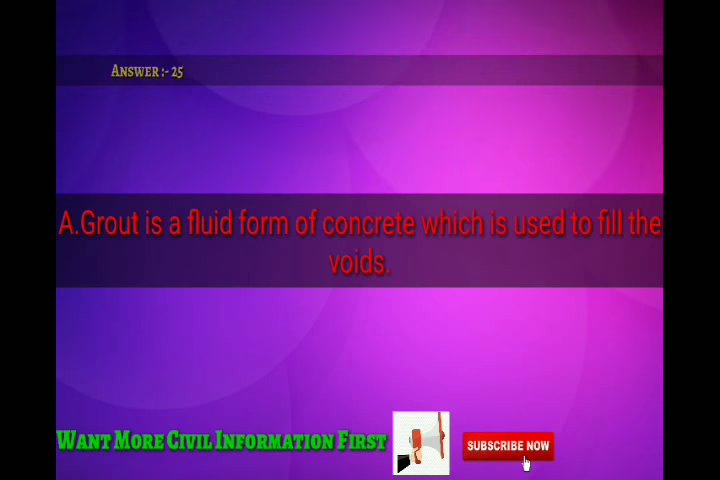 Answer :- 25
A.Grout is a fluid form of concrete which is used to fill the
voids.
Want More Civil Information First
SUBSCRIBE NOW